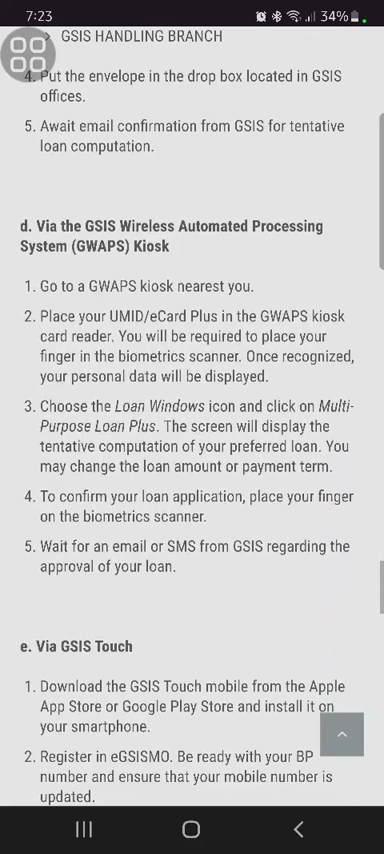 7:23
34%
> GSIS HANDLING BRANCH
4. Put the envelope in the drop box located in GSIS
offices.
5. Await email confirmation from GSIS for tentative
loan computation.
d. Via the GSIS Wireless Automated Processing
System (GWAPS) Kiosk
1. Go to a GWAPS kiosk nearest you.
2. Place your UMID/eCard Plus in the GWAPS kiosk
card reader. You will be required to place your
finger in the biometrics scanner. Once recognized,
your personal data will be displayed.
3. Choose the Loan Windows icon and click on Multi-
Purpose Loan Plus. The screen will display the
tentative computation of your preferred loan. You
may change the loan amount or payment term.
4. To confirm your loan application, place your finger
on the biometrics scanner.
5. Wait for an email or SMS from GSIS regarding the
approval of your loan.
e. Via GSIS Touch
1. Download the GSIS Touch mobile from the Apple
App Store or Google Play Store and install it on
your smartphone.
2. Register in eGSISMO. Be ready with your BP
number and ensure that your mobile number is
updated.